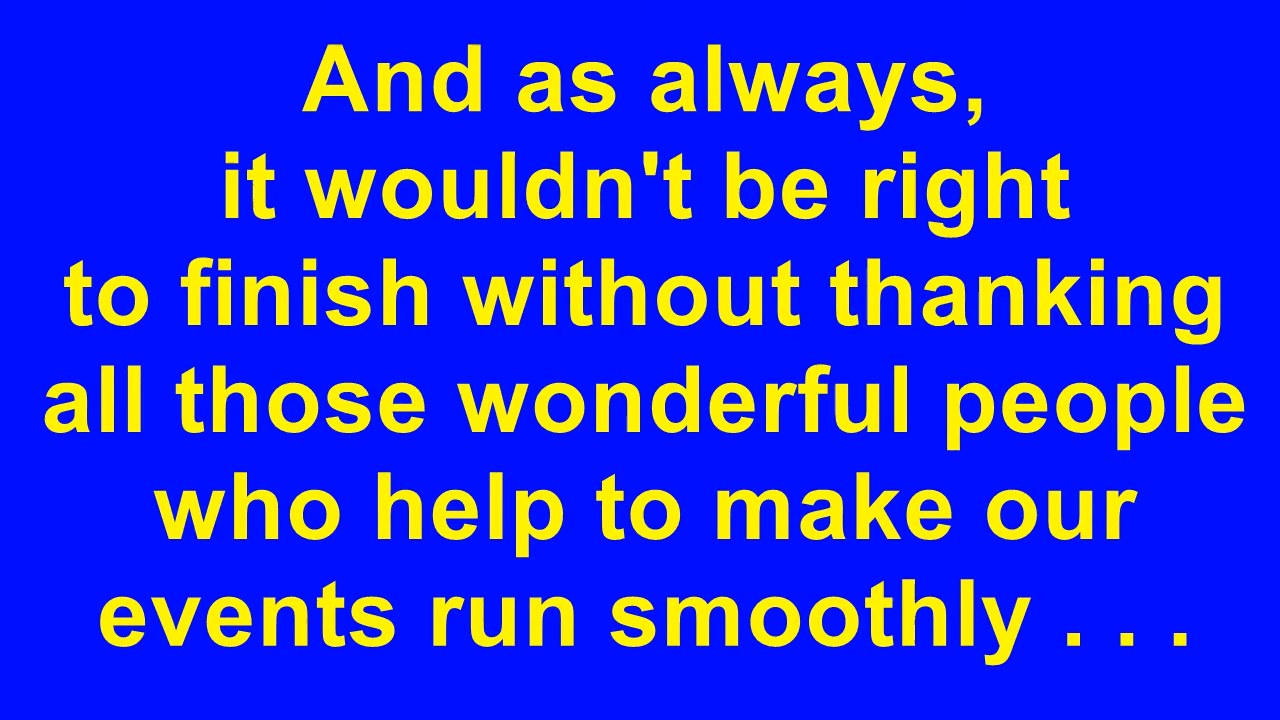 And as always,
it wouldn't be right
to finish without thanking
all those wonderful people
who help to make our
events run smoothly . . .